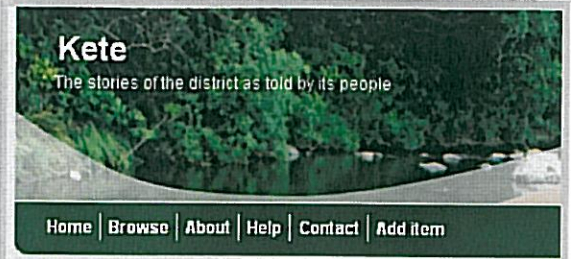 Kete
The stories of the district as told by its people
Home | Browse | About | Help | Contact | Add item